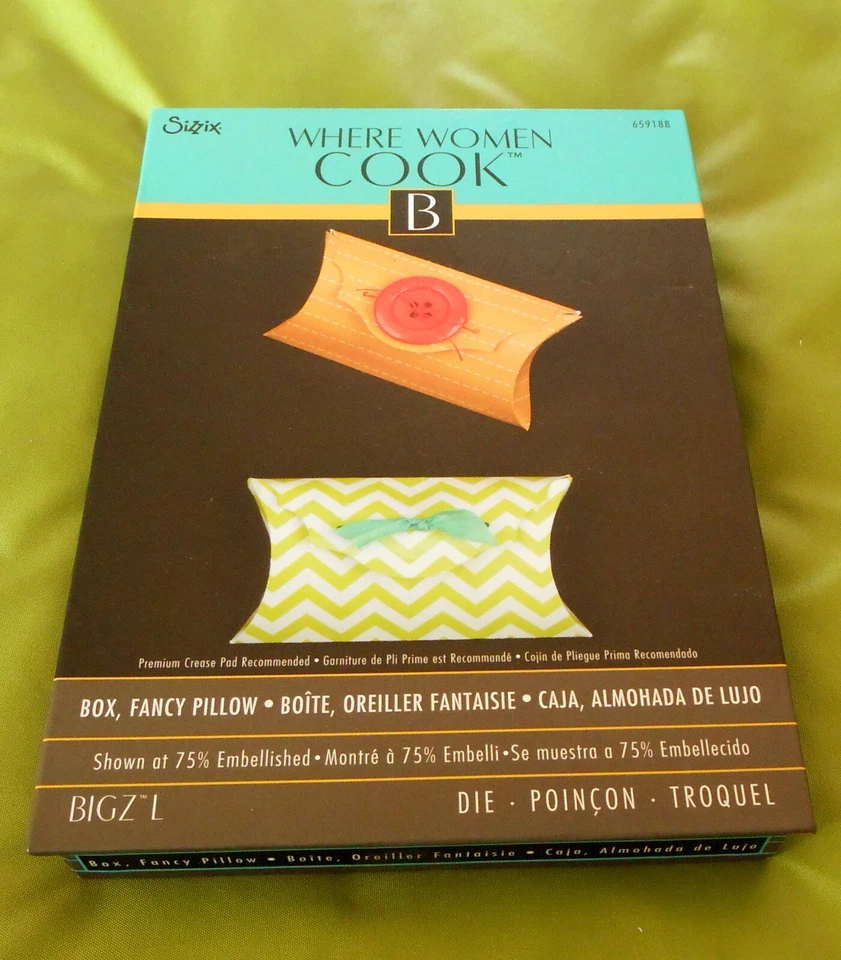 Sizzix
659188
WHERE WOMEN
COOK™
B
Premium Crease Pad Recommended • Garniture de Pli Prime est Recommandé • Cojín de Pliegue Prima Recomendado
BOX, FANCY PILLOW • BOÎTE, OREILLER FANTAISIE • CAJA, ALMOHADA DE LUJO
Shown at 75% Embellished • Montré à 75% Embelli • Se muestra a 75% Embellecido
BIGZ™ L
DIE · POINÇON · TROQUEL
Box, Fancy Pillow • Boîte, Oreiller Fantaisie • Caja, Almohada de Lujo